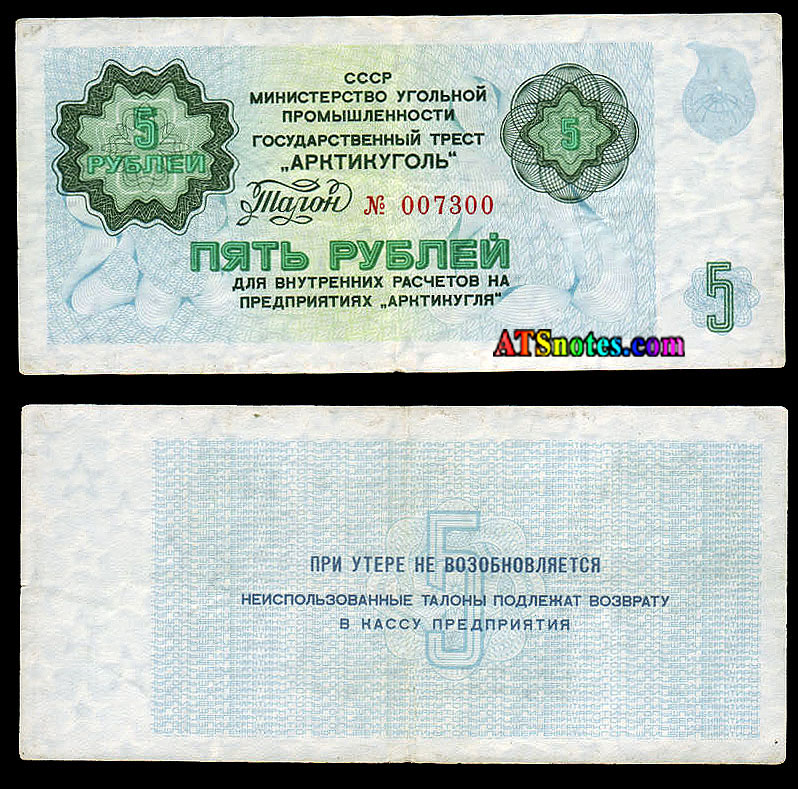 СССР
МИНИСТЕРСТВО УГОЛЬНОЙ
ПРОМЫШЛЕННОСТИ
ГОСУДАРСТВЕННЫЙ ТРЕСТ
„АРКТИКУГОЛЬ"
5
РУБЛЕЙ
5
Талон № 007300
ПЯТЬ РУБЛЕЙ
ДЛЯ ВНУТРЕННИХ РАСЧЕТОВ НА
ПРЕДПРИЯТИЯХ „АРКТИКУГЛЯ"
5
ATSnotes.com
5
ПРИ УТЕРЕ НЕ ВОЗОБНОВЛЯЕТСЯ
НЕИСПОЛЬЗОВАННЫЕ ТАЛОНЫ ПОДЛЕЖАТ ВОЗВРАТУ
В КАССУ ПРЕДПРИЯТИЯ